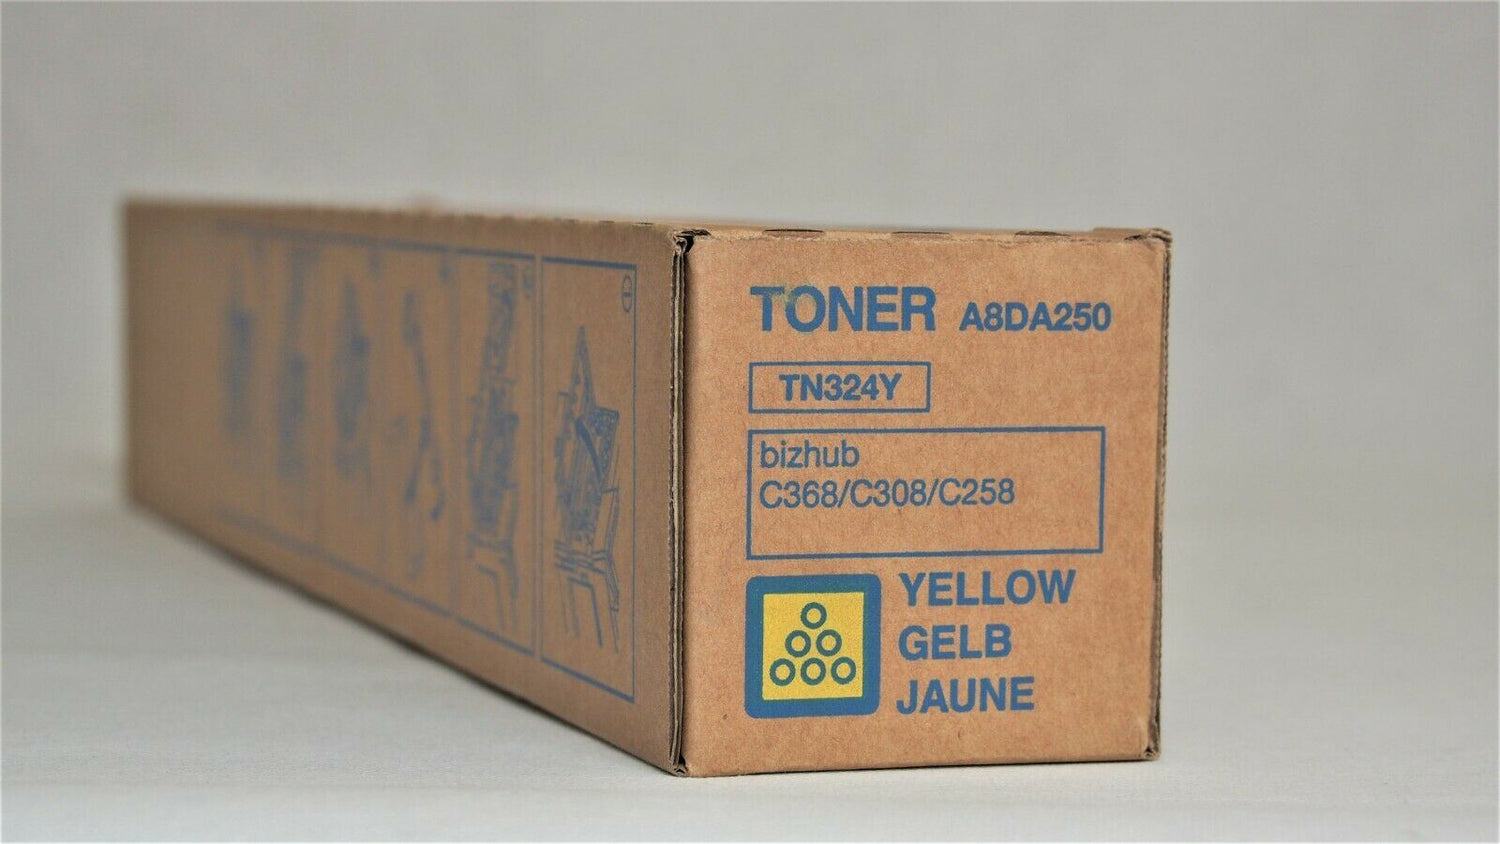 TONER A8DA250
TN324Y
bizhub
C368/C308/C258
YELLOW
GELB
JAUNE